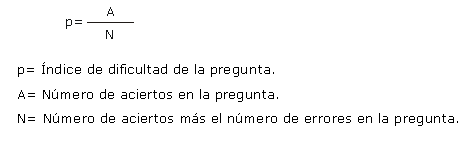 p= A
N
p= Índice de dificultad de la pregunta.
A= Número de aciertos en la pregunta.
N= Número de aciertos más el número de errores en la pregunta.